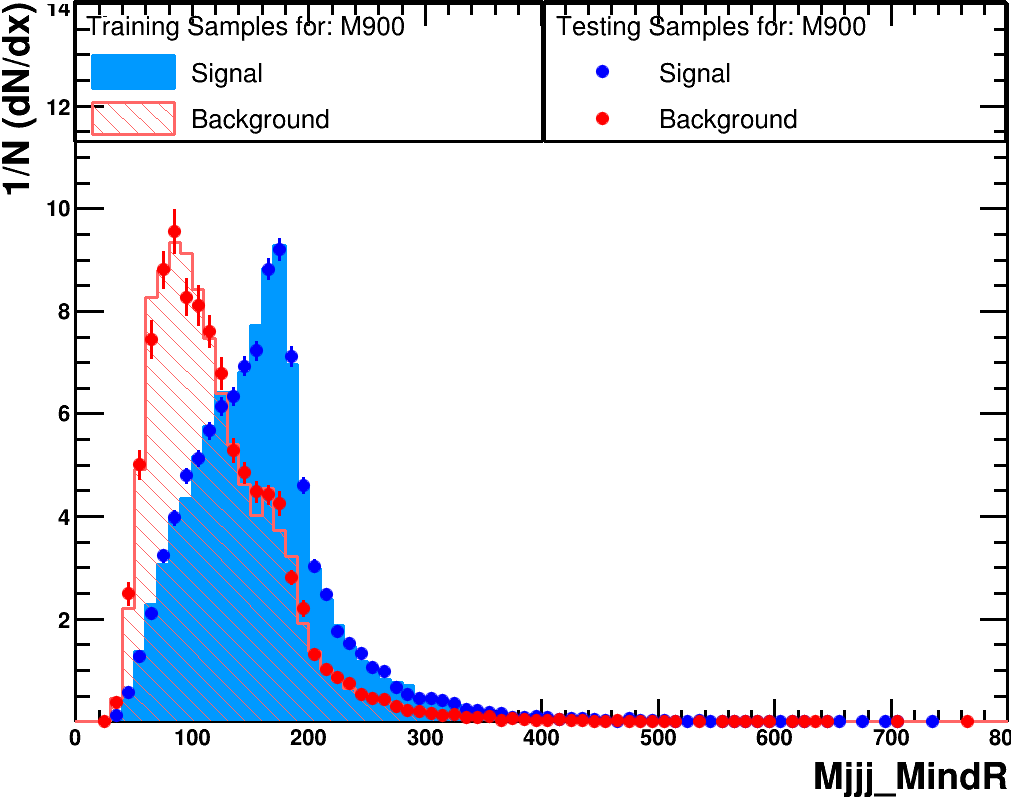 1/N (dN/dx)
14
Training Samples for: M900
Signal
Background
Testing Samples for: M900
Signal
Background
12
10
8
6
4
2
0 100 200 300 400 500 600 700 80
Mjjj_MindR